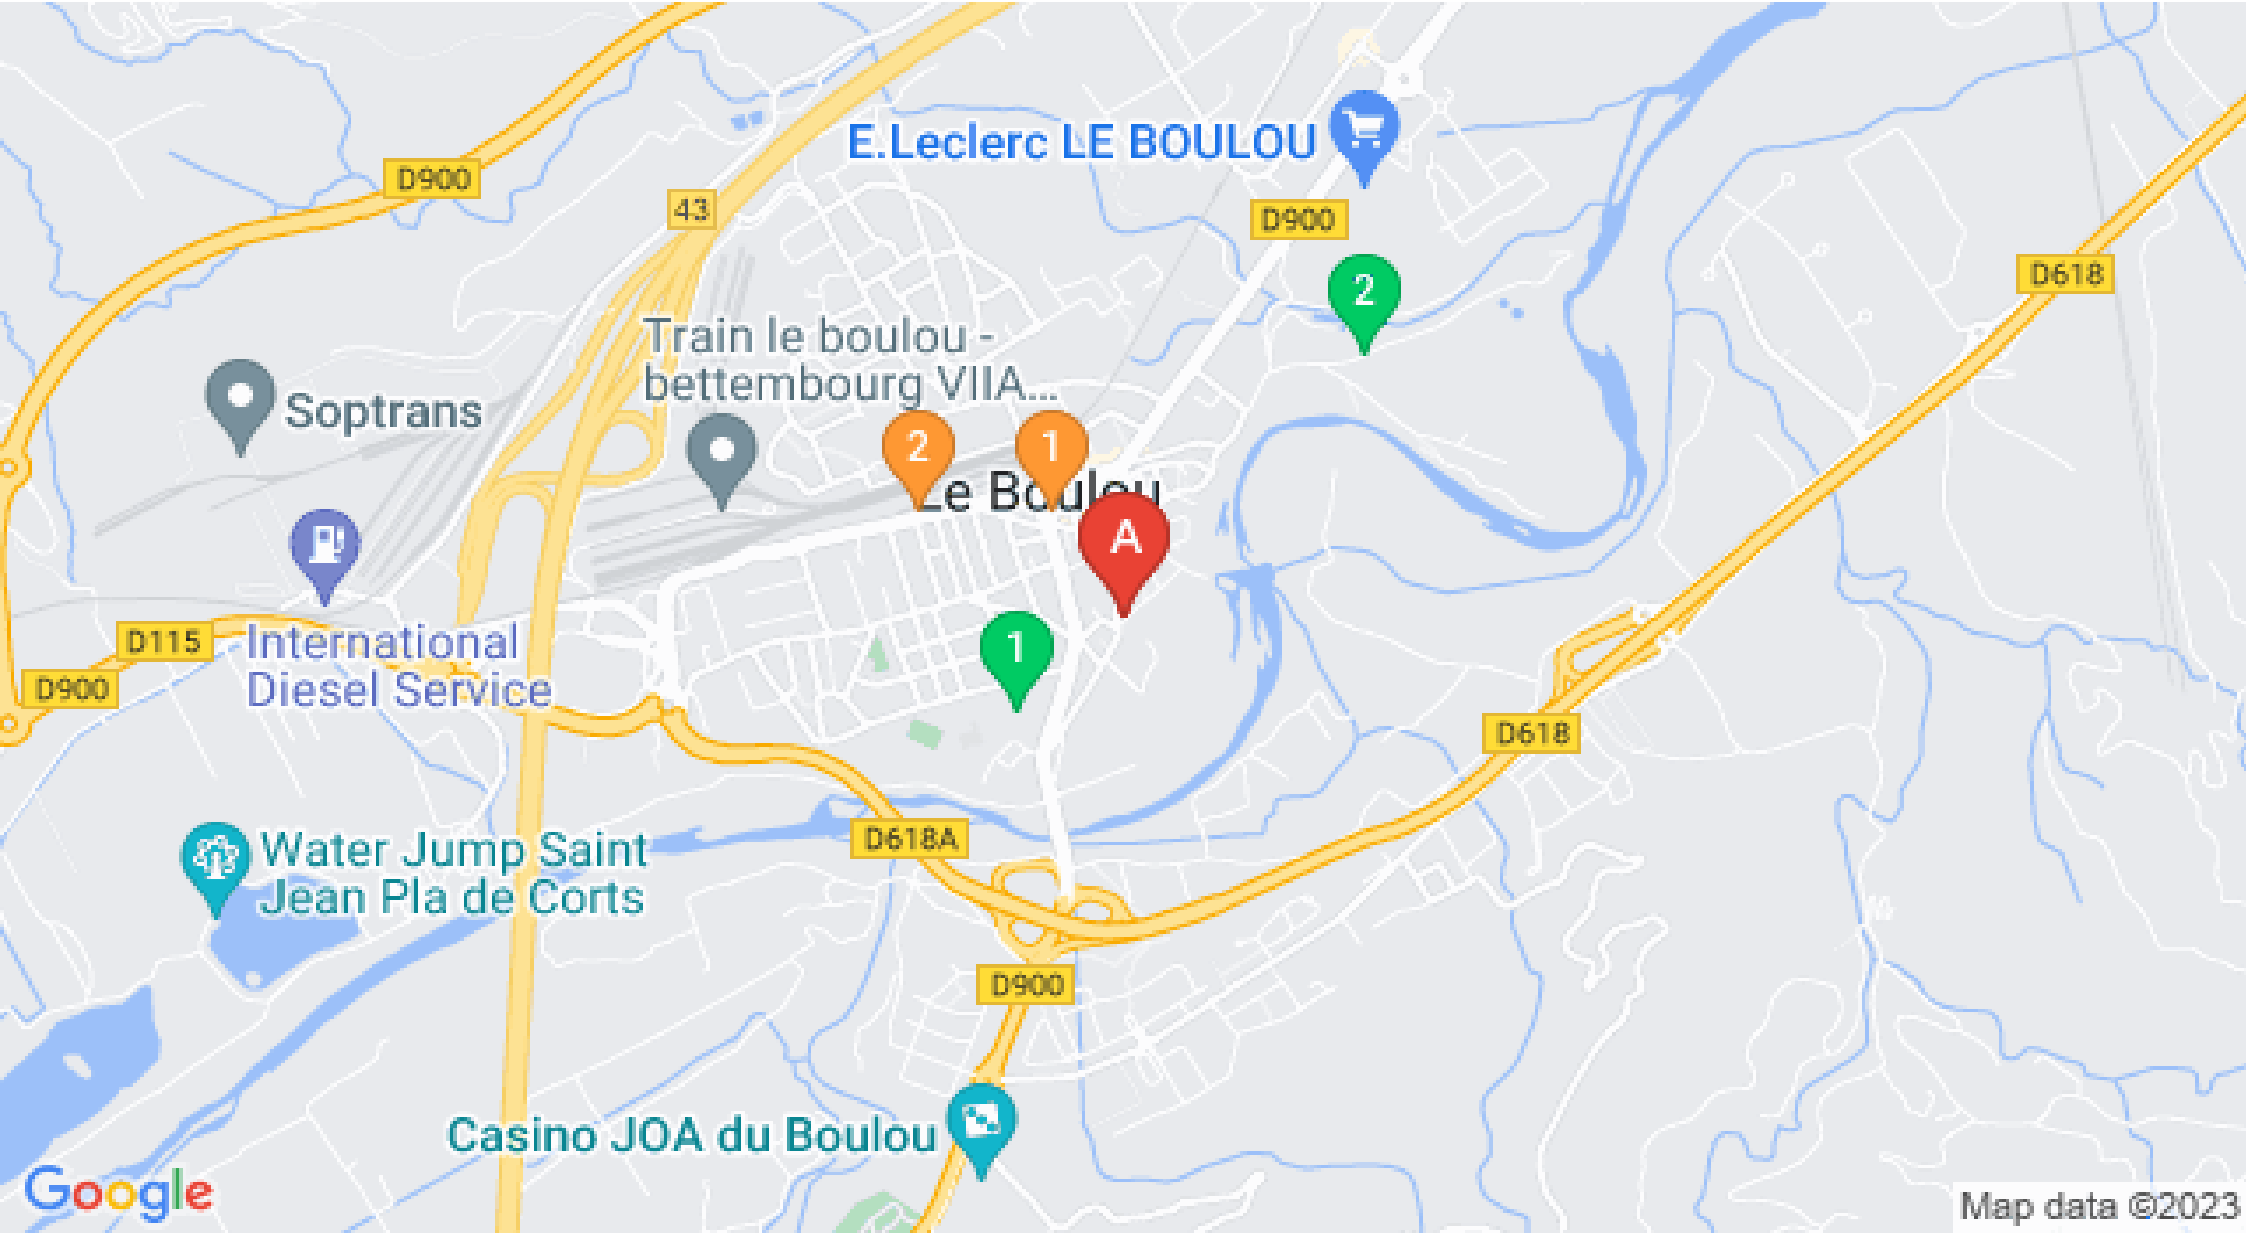 E.Leclerc LE BOULOU
D900
43
D900
D618
2
Train le boulou -
bettembourg VIIA...
Soptrans
2
1
Le Boulou
A
1
D115
International
Diesel Service
D900
D618
D618A
Water Jump Saint
Jean Pla de Corts
D900
Casino JOA du Boulou
Google
Map data ©2023